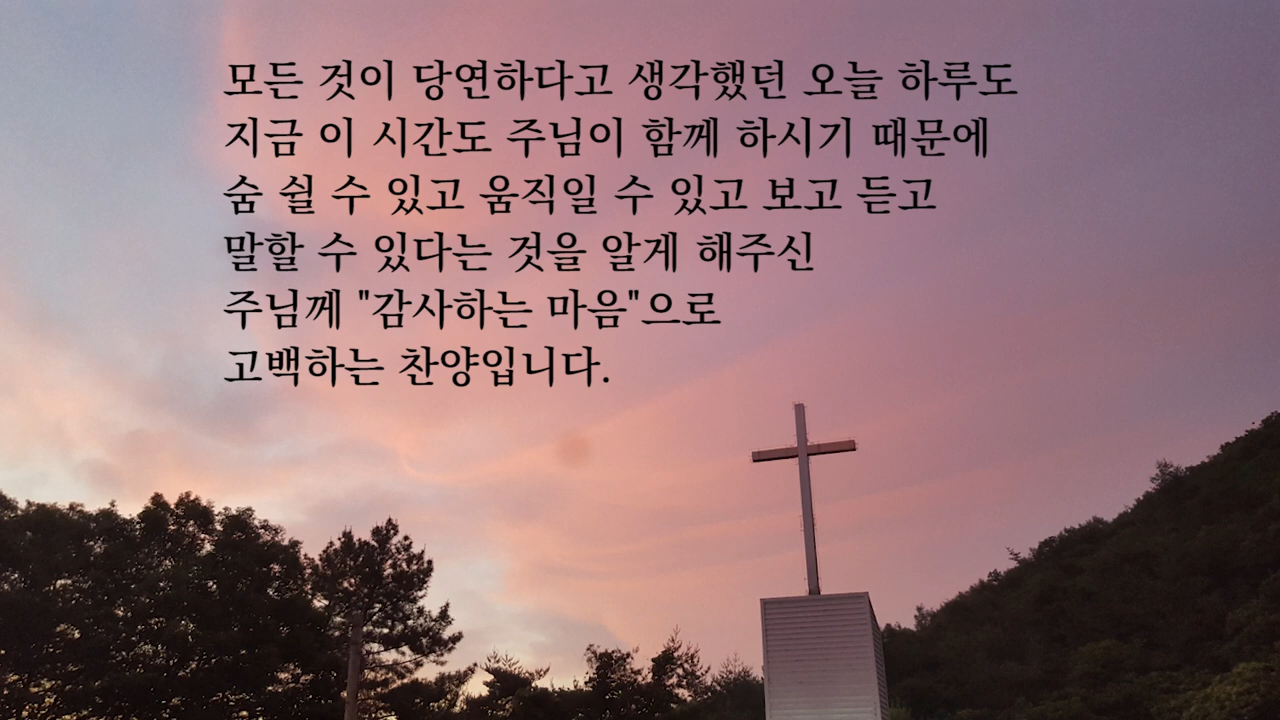 모든 것이 당연하다고 생각했던 오늘 하루도
지금 이 시간도 주님이 함께 하시기 때문에
숨 쉴 수 있고 움직일 수 있고 보고 듣고
말할 수 있다는 것을 알게 해주신
주님께 "감사하는 마음"으로
고백하는 찬양입니다.